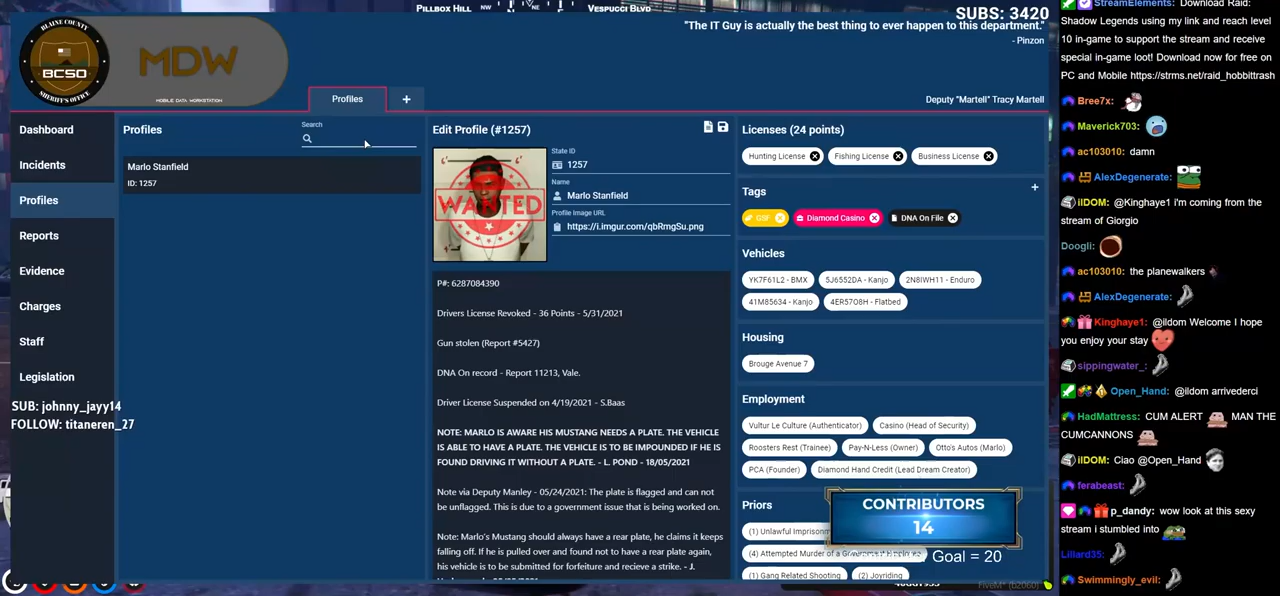 PILLBOX HILL NW NE VESPUCCI BLVD
SUBS: 3420
"The IT Guy is actually the best thing to ever happen to this department."
- Pinzon
BLAINE COUNTY
BCSO
SHERIFF'S OFFICE
MDW
MOBILE DATA WORKSTATION
Profiles
+
Deputy "Martell" Tracy Martell
Dashboard
Incidents
Profiles
Reports
Evidence
Charges
Staff
Legislation
SUB: johnny_jayy14
FOLLOW: titaneren_27
Profiles
Search
Marlo Stanfield
ID: 1257
Edit Profile (#1257)
WANTED
State ID
1257
Name
Marlo Stanfield
Profile Image URL
https://i.imgur.com/qbRmgSu.png
P#: 6287084390
Drivers License Revoked - 36 Points - 5/31/2021
Gun stolen (Report #5427)
DNA On record - Report 11213, Vale.
Driver License Suspended on 4/19/2021 - S.Baas
NOTE: MARLO IS AWARE HIS MUSTANG NEEDS A PLATE. THE VEHICLE
IS ABLE TO HAVE A PLATE. THE VEHICLE IS TO BE IMPOUNDED IF HE IS
FOUND DRIVING IT WITHOUT A PLATE. - L. POND - 18/05/2021
Note via Deputy Manley - 05/24/2021: The plate is flagged and can not
be unflagged. This is due to a government issue that is being worked on.
Note: Marlo's Mustang should always have a rear plate, he claims it keeps
falling off. If he is pulled over and found not to have a rear plate again,
his vehicle is to be submitted for forfeiture and recieve a strike. - J.
Licenses (24 points)
Hunting License
Fishing License
Business License
Tags
+
GSF
Diamond Casino
DNA On File
Vehicles
YK7F61L2 - BMX
5J6552DA - Kanjo
2N8IWH11 - Enduro
41M85634 - Kanjo
4ER57O8H - Flatbed
Housing
Brouge Avenue 7
Employment
Vultur Le Culture (Authenticator)
Casino (Head of Security)
Roosters Rest (Trainee)
Pay-N-Less (Owner)
Otto's Autos (Marlo)
PCA (Founder)
Diamond Hand Credit (Lead Dream Creator)
Priors
(1) Unlawful Imprisonm
(4) Attempted Murder of a Government Employee
(1) Gang Related Shooting
(2) Joyriding
CONTRIBUTORS
14
Goal = 20
FiveM* (b2060)
StreamElements: Download Raid:
Shadow Legends using my link and reach level
10 in-game to support the stream and receive
special in-game loot! Download now for free on
PC and Mobile https://strms.net/raid_hobbittrash
Bree7x:
Maverick703:
ac103010: damn
AlexDegenerate:
ilDOM: @Kinghaye1 i'm coming from the
stream of Giorgio
Doogli:
ac103010: the planewalkers
AlexDegenerate:
Kinghaye1: @ildom Welcome I hope
you enjoy your stay
sippingwater_:
Open_Hand: @ildom arrivederci
HadMattress: CUM ALERT MAN THE
CUMCANNONS
ilDOM: Ciao @Open_Hand
ferabeast:
p_dandy: wow look at this sexy
stream i stumbled into
Lillard35:
Swimmingly_evil: